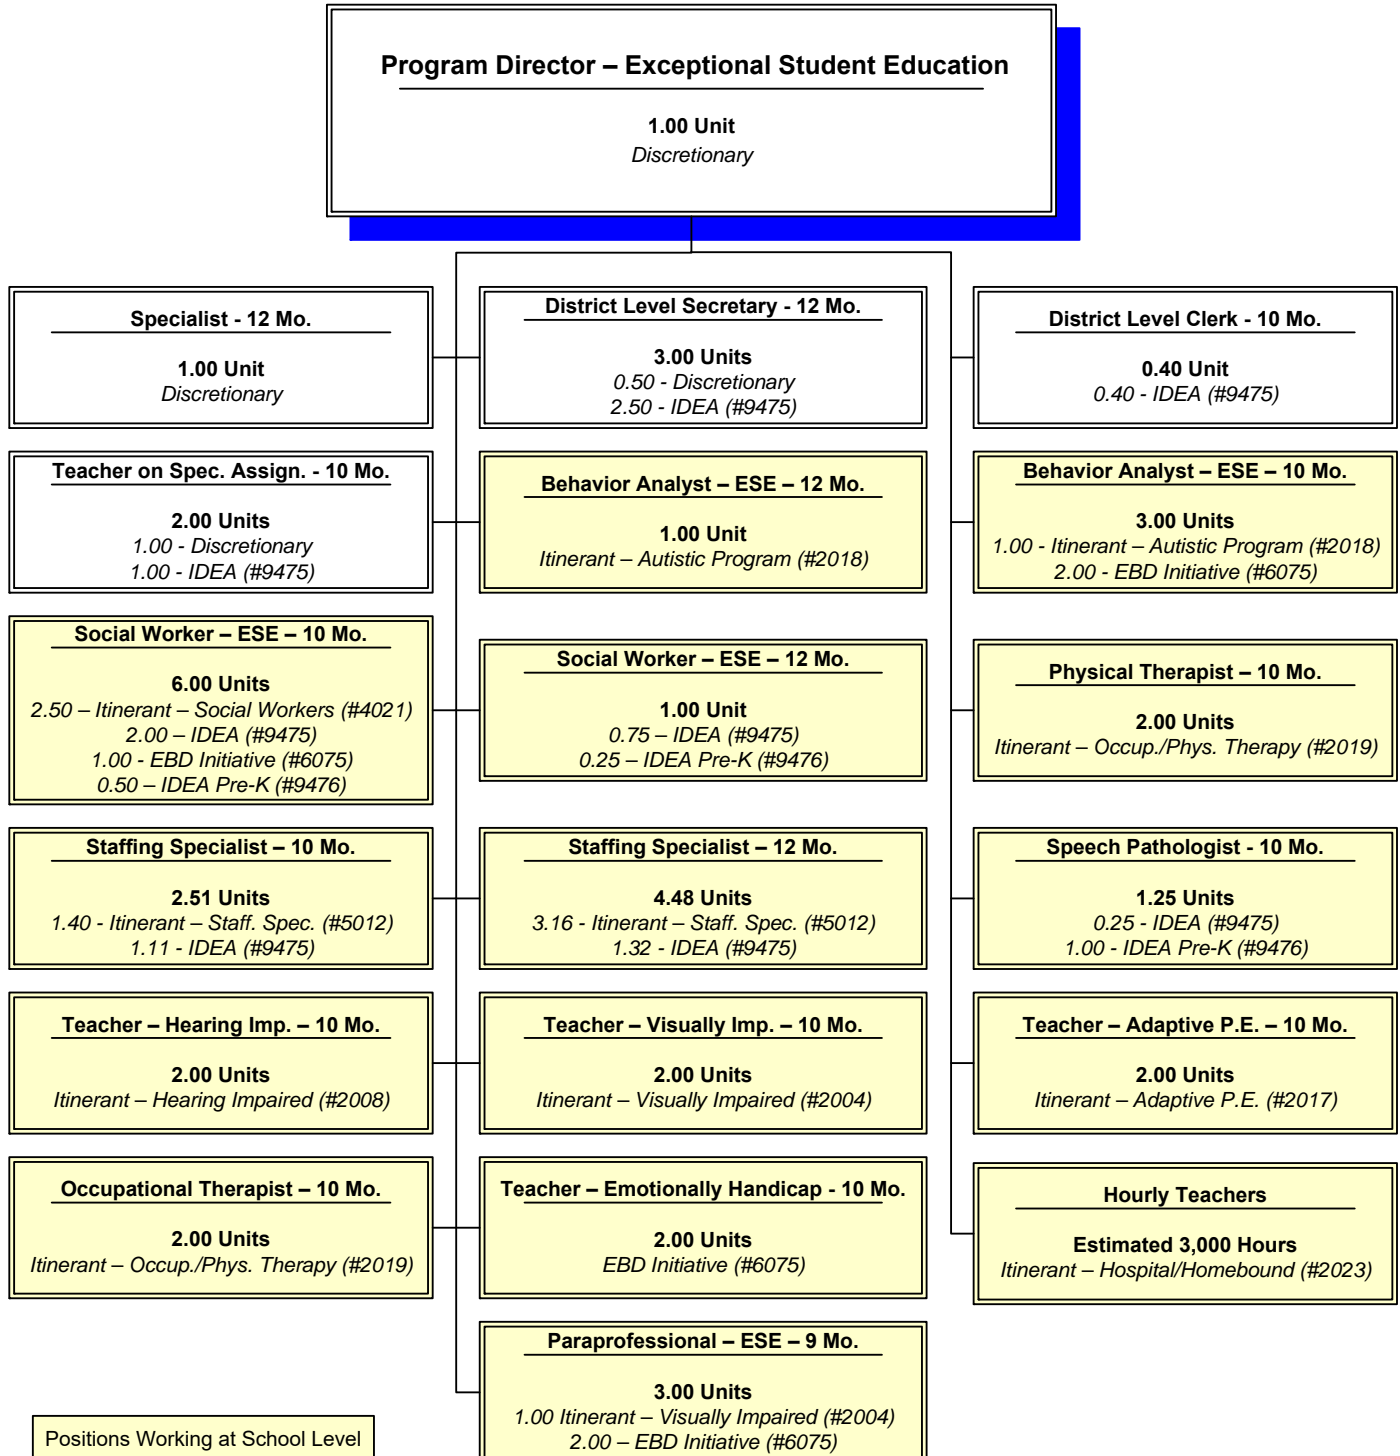 Program Director – Exceptional Student Education
1.00 Unit
Discretionary
Specialist - 12 Mo.
1.00 Unit
Discretionary
District Level Secretary - 12 Mo.
3.00 Units
0.50 - Discretionary
2.50 - IDEA (#9475)
District Level Clerk - 10 Mo.
0.40 Unit
0.40 - IDEA (#9475)
Teacher on Spec. Assign. - 10 Mo.
2.00 Units
1.00 - Discretionary
1.00 - IDEA (#9475)
Behavior Analyst – ESE – 12 Mo.
1.00 Unit
Itinerant – Autistic Program (#2018)
Behavior Analyst – ESE – 10 Mo.
3.00 Units
1.00 - Itinerant – Autistic Program (#2018)
2.00 - EBD Initiative (#6075)
Social Worker – ESE – 10 Mo.
6.00 Units
2.50 – Itinerant – Social Workers (#4021)
2.00 – IDEA (#9475)
1.00 - EBD Initiative (#6075)
0.50 – IDEA Pre-K (#9476)
Social Worker – ESE – 12 Mo.
1.00 Unit
0.75 – IDEA (#9475)
0.25 – IDEA Pre-K (#9476)
Physical Therapist – 10 Mo.
2.00 Units
Itinerant – Occup./Phys. Therapy (#2019)
Staffing Specialist – 10 Mo.
2.51 Units
1.40 - Itinerant – Staff. Spec. (#5012)
1.11 - IDEA (#9475)
Staffing Specialist – 12 Mo.
4.48 Units
3.16 - Itinerant – Staff. Spec. (#5012)
1.32 - IDEA (#9475)
Speech Pathologist - 10 Mo.
1.25 Units
0.25 - IDEA (#9475)
1.00 - IDEA Pre-K (#9476)
Teacher – Hearing Imp. – 10 Mo.
2.00 Units
Itinerant – Hearing Impaired (#2008)
Teacher – Visually Imp. – 10 Mo.
2.00 Units
Itinerant – Visually Impaired (#2004)
Teacher – Adaptive P.E. – 10 Mo.
2.00 Units
Itinerant – Adaptive P.E. (#2017)
Occupational Therapist – 10 Mo.
2.00 Units
Itinerant – Occup./Phys. Therapy (#2019)
Teacher – Emotionally Handicap - 10 Mo.
2.00 Units
EBD Initiative (#6075)
Hourly Teachers
Estimated 3,000 Hours
Itinerant – Hospital/Homebound (#2023)
Paraprofessional – ESE – 9 Mo.
3.00 Units
1.00 Itinerant – Visually Impaired (#2004)
2.00 – EBD Initiative (#6075)
Positions Working at School Level